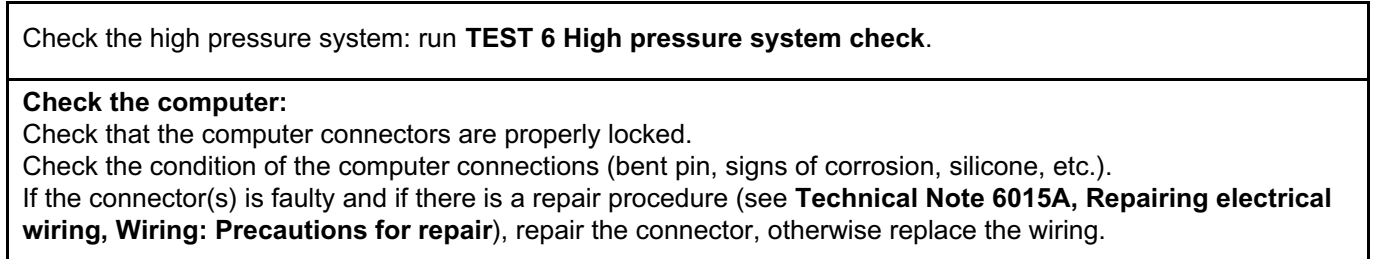 Check the high pressure system: run TEST 6 High pressure system check.
Check the computer:
Check that the computer connectors are properly locked.
Check the condition of the computer connections (bent pin, signs of corrosion, silicone, etc.).
If the connector(s) is faulty and if there is a repair procedure (see Technical Note 6015A, Repairing electrical
wiring, Wiring: Precautions for repair), repair the connector, otherwise replace the wiring.